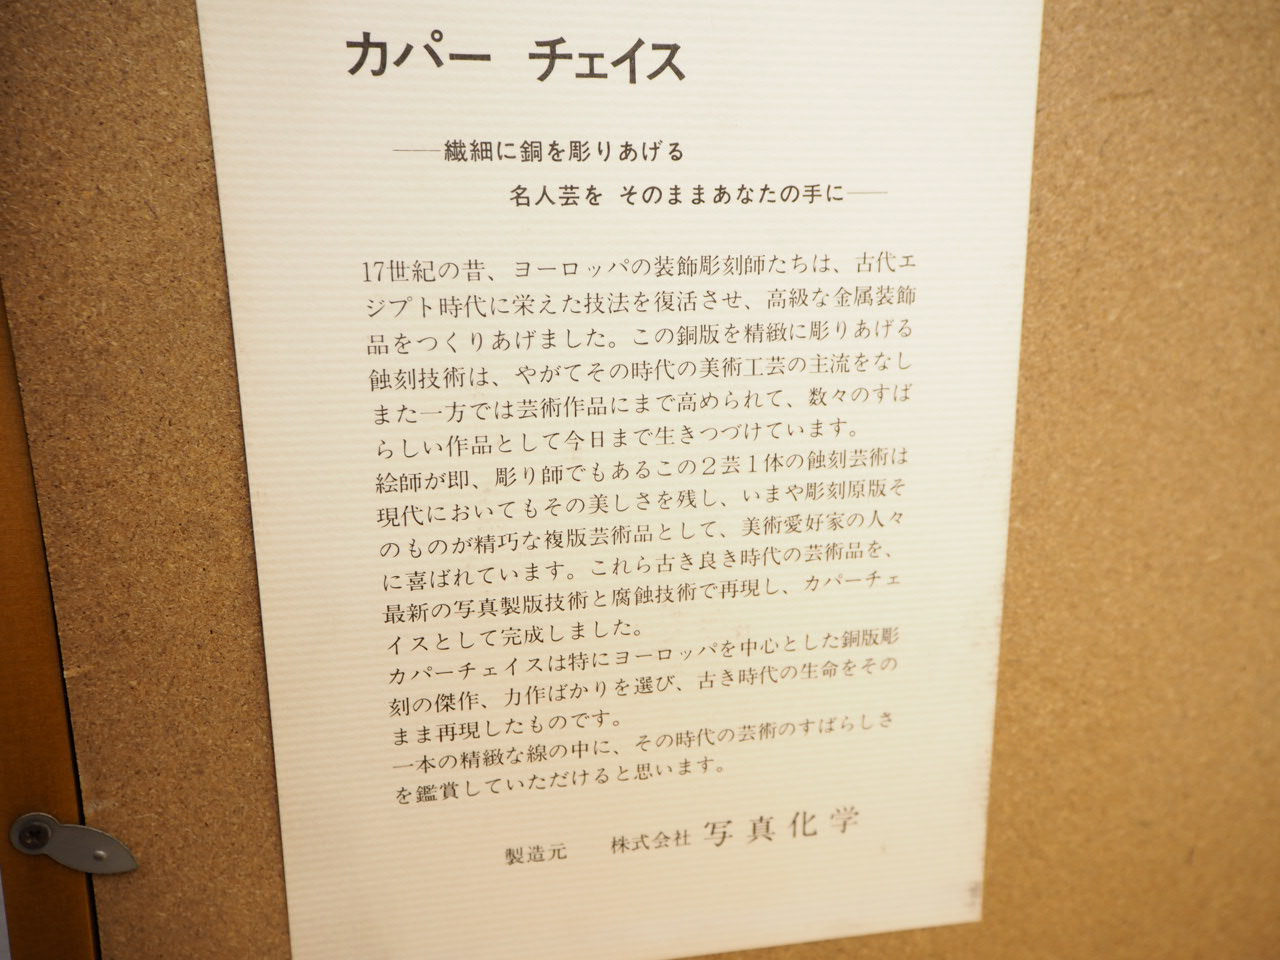 カパー チェイス
──繊細に銅を彫りあげる
名人芸を そのままあなたの手に──
17世紀の昔、ヨーロッパの装飾彫刻師たちは、古代エ
ジプト時代に栄えた技法を復活させ、高級な金属装飾
品をつくりあげました。この銅版を精緻に彫りあげる
蝕刻技術は、やがてその時代の美術工芸の主流をなし
また一方では芸術作品にまで高められて、数々のすば
らしい作品として今日まで生きつづけています。
絵師が即、彫り師でもあるこの2芸1体の蝕刻芸術は
現代においてもその美しさを残し、いまや彫刻原版そ
のものが精巧な複版芸術品として、美術愛好家の人々
に喜ばれています。これら古き良き時代の芸術品を、
最新の写真製版技術と腐蝕技術で再現し、カパーチェ
イスとして完成しました。
カパーチェイスは特にヨーロッパを中心とした銅版彫
刻の傑作、力作ばかりを選び、古き時代の生命をその
まま再現したものです。
一本の精緻な線の中に、その時代の芸術のすばらしさ
を鑑賞していただけると思います。
製造元 株式会社 写真化学